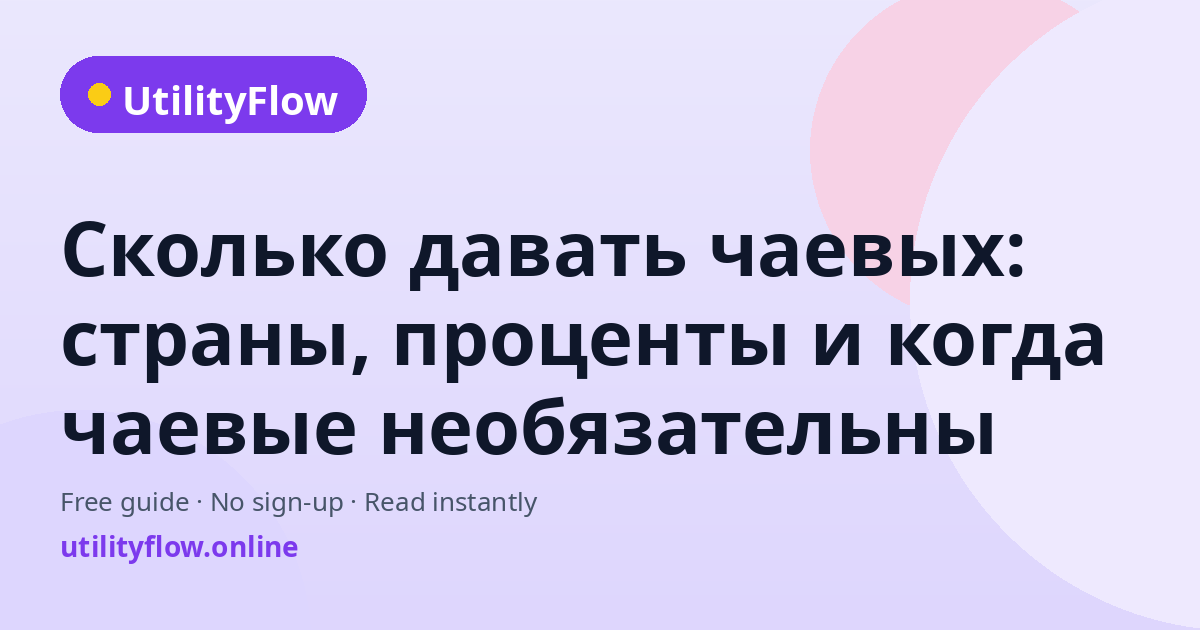 UtilityFlow
Сколько давать чаевых:
страны, проценты и когда
чаевые необязательны
Free guide · No sign-up · Read instantly
utilityflow.online